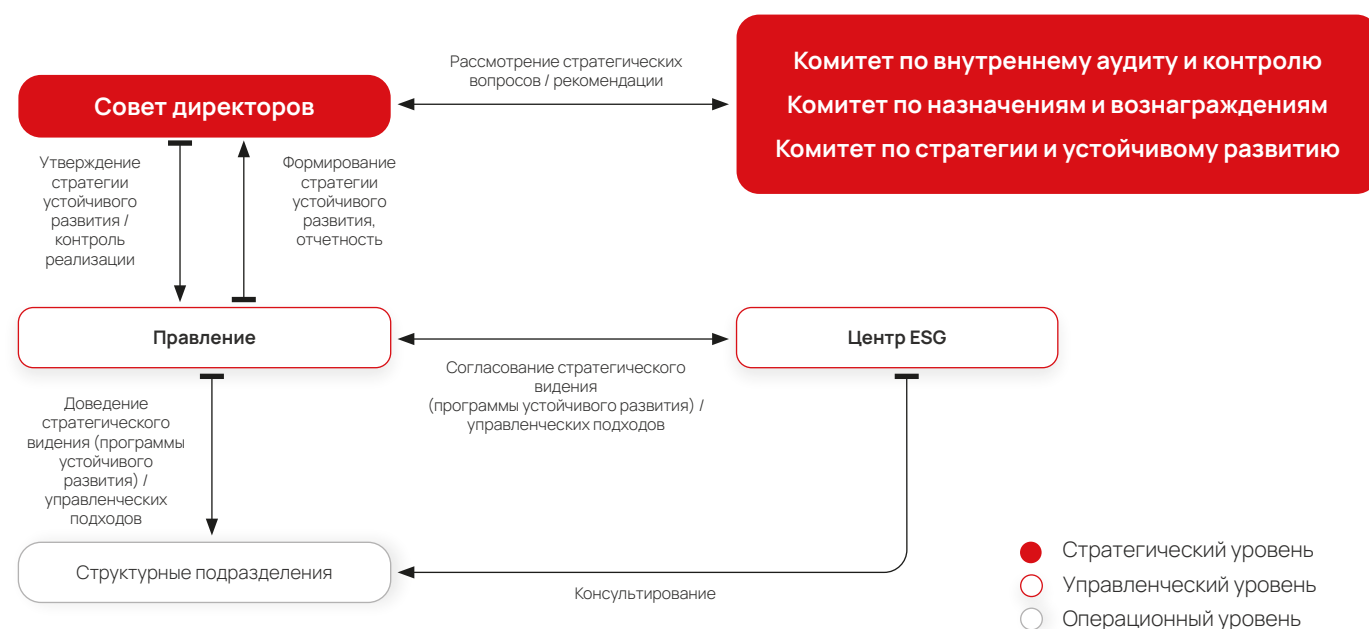 Рассмотрение стратегических
вопросов / рекомендации
Комитет по внутреннему аудиту и контролю
Комитет по назначениям и вознаграждениям
Комитет по стратегии и устойчивому развитию
Совет директоров
Утверждение
стратегии
устойчивого
развития /
контроль
реализации
Формирование
стратегии
устойчивого
развития,
отчетность
Правление
Центр ESG
Согласование стратегического
видения
(программы устойчивого развития) /
управленческих подходов
Доведение
стратегического
видения (программы
устойчивого
развития) /
управленческих
подходов
Структурные подразделения
Консультирование
Стратегический уровень
Управленческий уровень
Операционный уровень